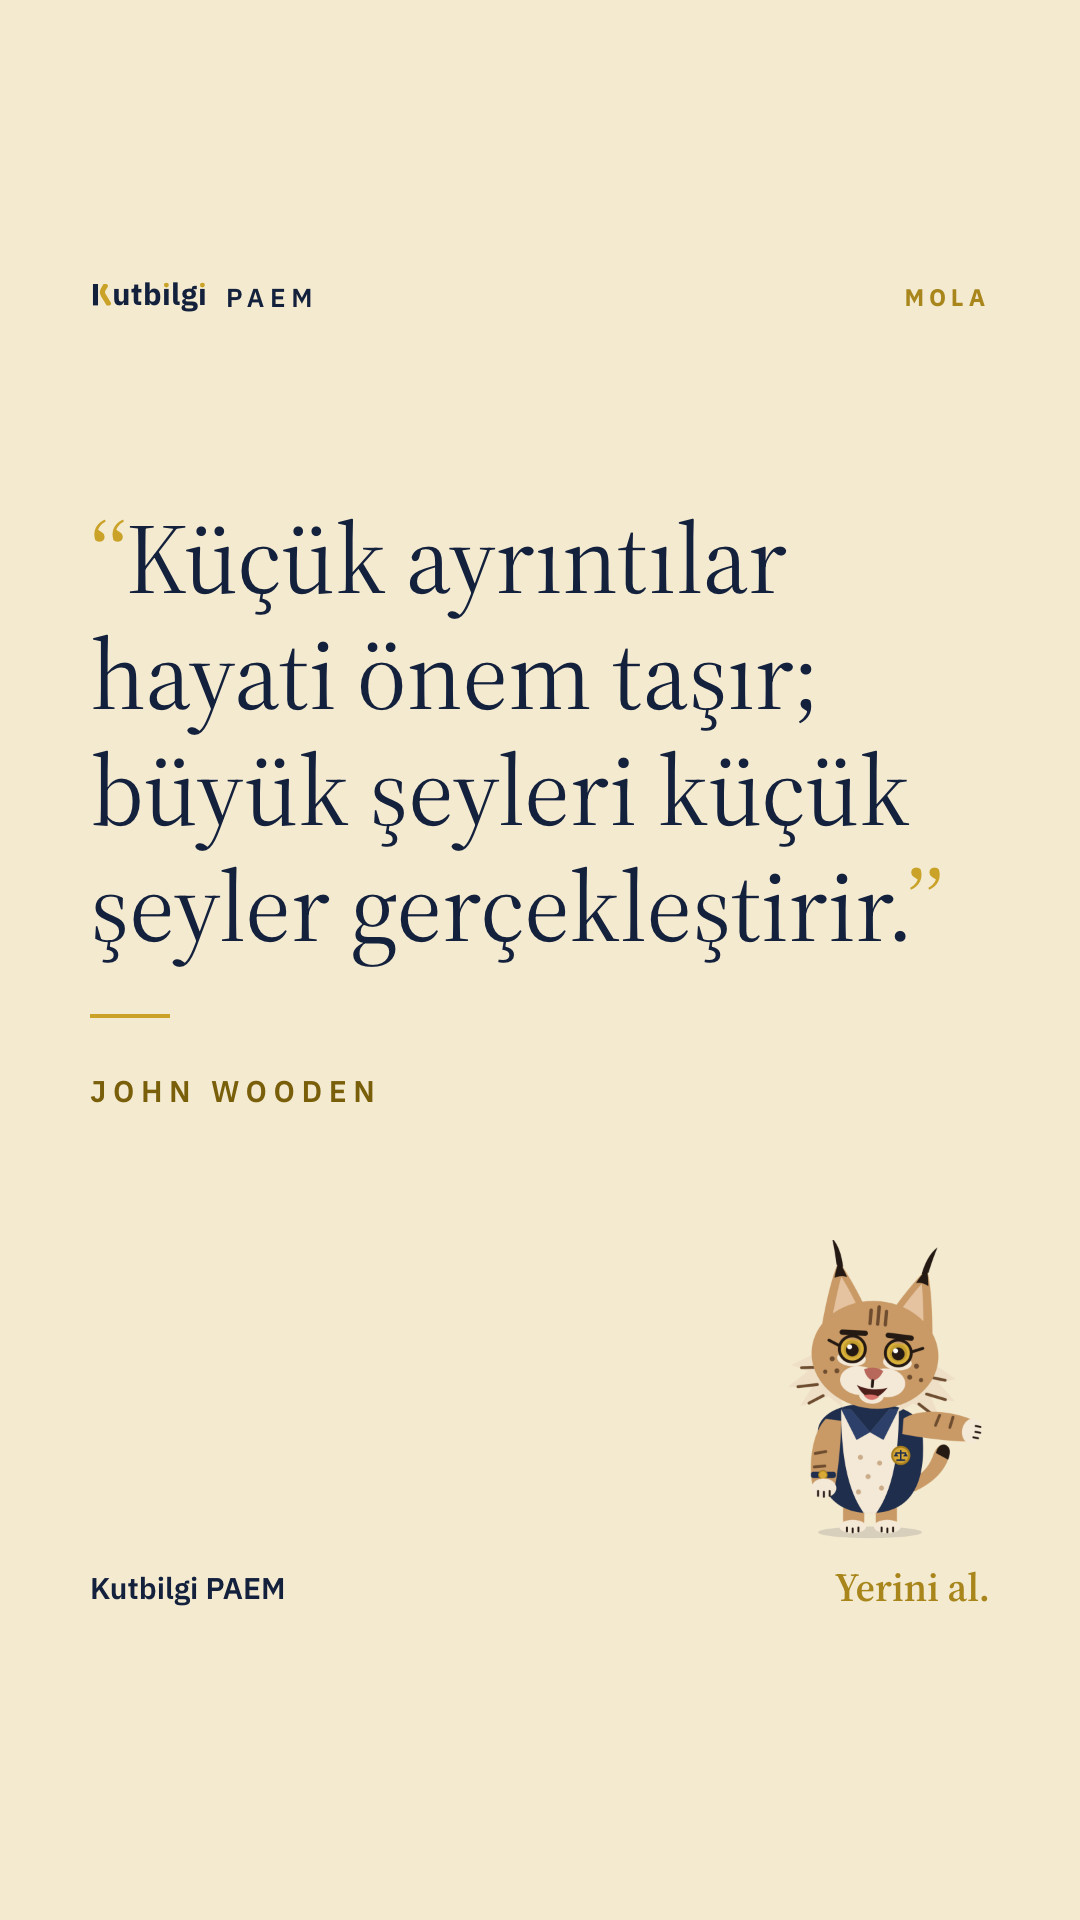 Kutbilgi PAEM
MOLA
“Küçük ayrıntılar
hayati önem taşır;
büyük şeyleri küçük
şeyler gerçekleştirir.”
JOHN WOODEN
Kutbilgi PAEM
Yerini al.